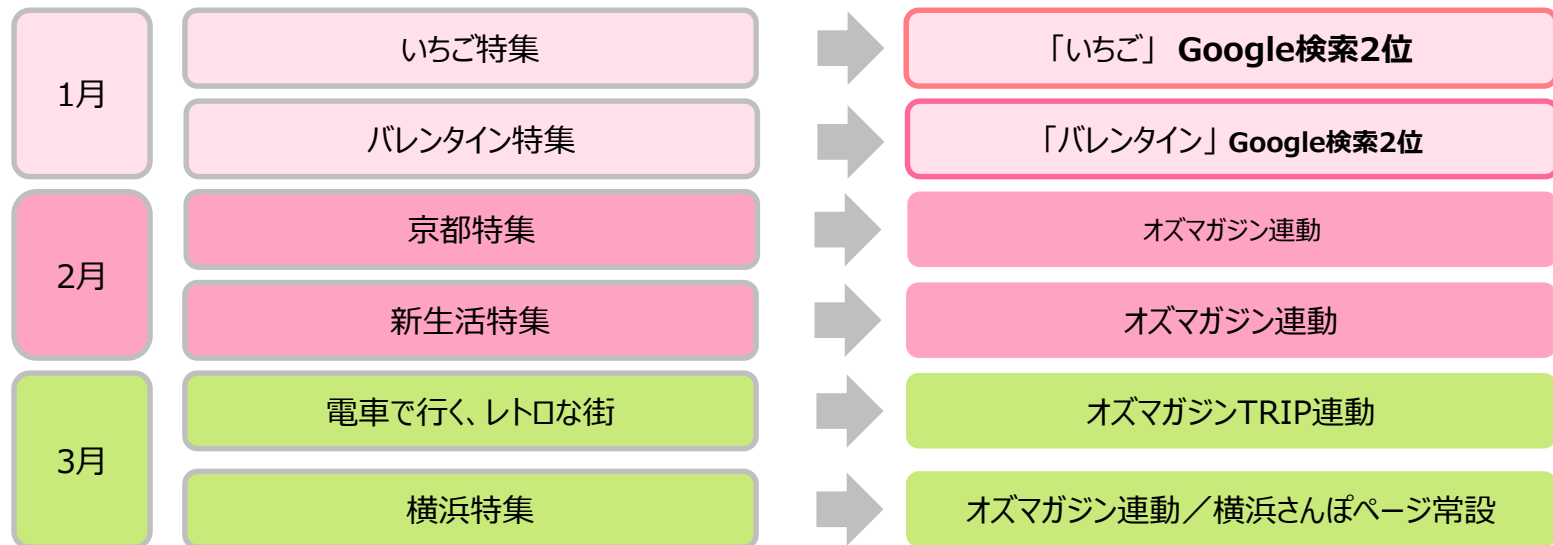 1月
いちご特集
「いちご」 Google検索2位
バレンタイン特集
「バレンタイン」 Google検索2位
2月
京都特集
オズマガジン連動
新生活特集
オズマガジン連動
3月
電車で行く、レトロな街
オズマガジンTRIP連動
横浜特集
オズマガジン連動／横浜さんぽページ常設